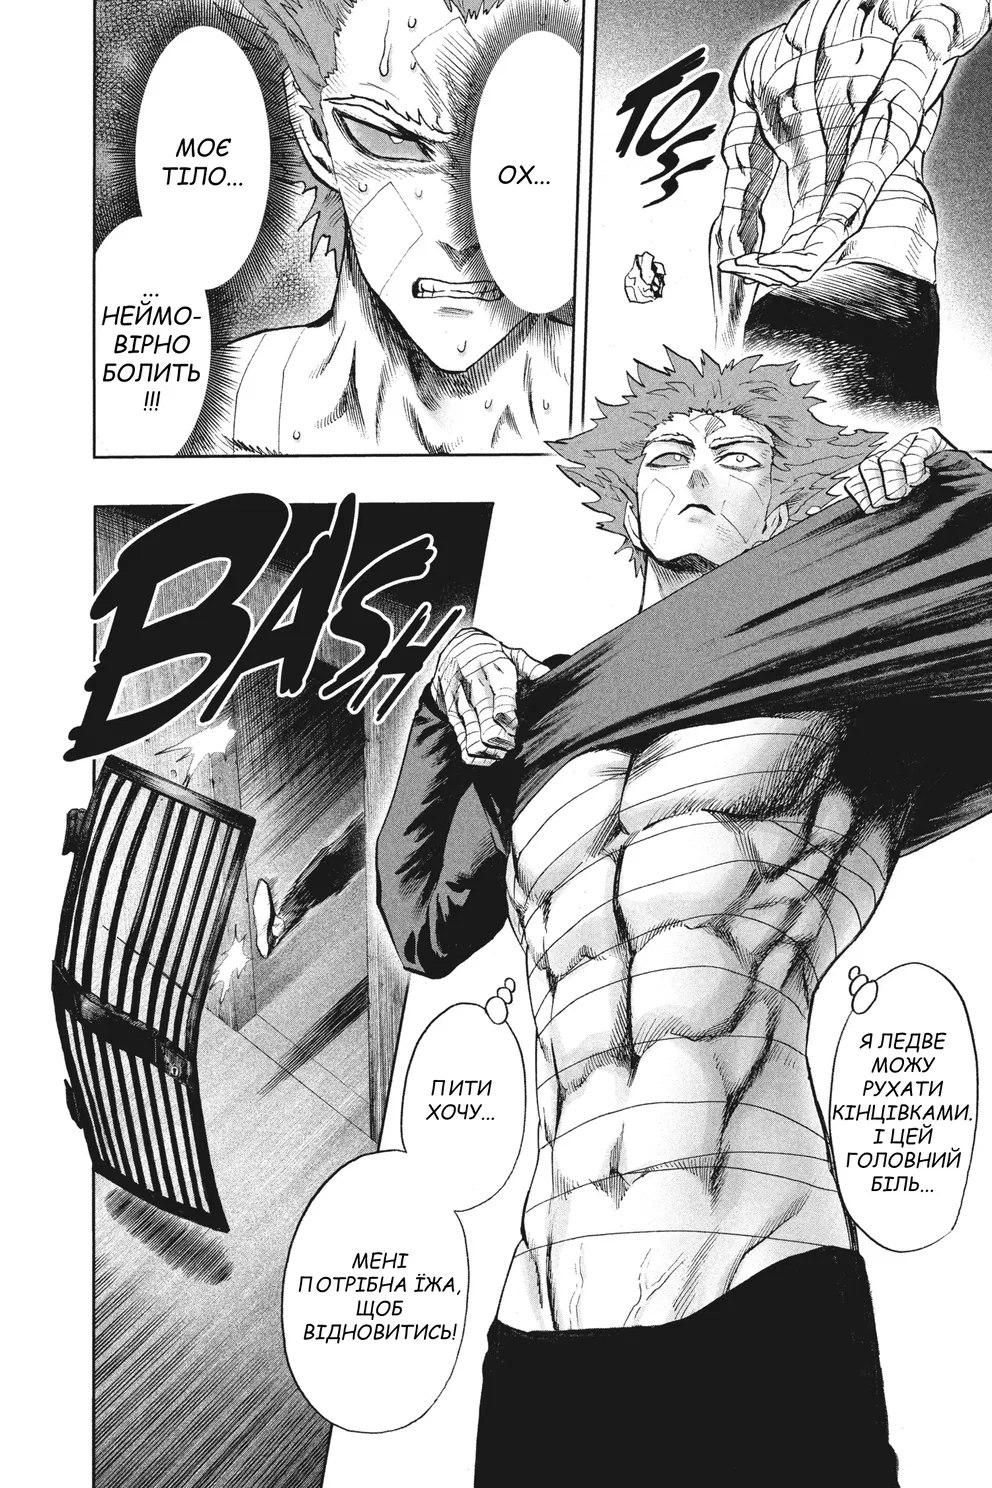 TOSS
ОХ...
МОЄ
ТІЛО...
...
НЕЙМО-
ВІРНО
БОЛИТЬ
!!!
BASH
Я ЛЕДВЕ
МОЖУ
РУХАТИ
КІНЦІВКАМИ.
І ЦЕЙ
ГОЛОВНИЙ
БІЛЬ...
ПИТИ
ХОЧУ...
МЕНІ
ПОТРІБНА ЇЖА,
ЩОБ
ВІДНОВИТИСЬ!